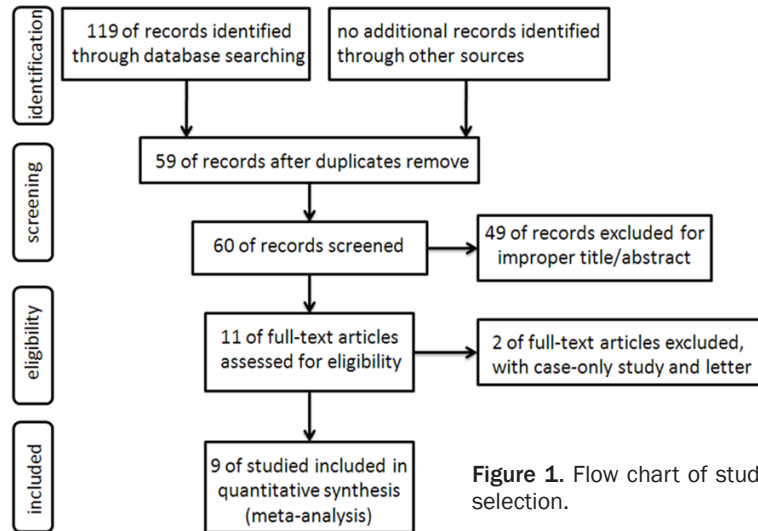 identification
119 of records identified
through database searching
no additional records identified
through other sources
screening
59 of records after duplicates remove
60 of records screened
49 of records excluded for
improper title/abstract
eligibility
11 of full-text articles
assessed for eligibility
2 of full-text articles excluded,
with case-only study and letter
included
9 of studied included in
quantitative synthesis
(meta-analysis)
Figure 1. Flow chart of stud
selection.